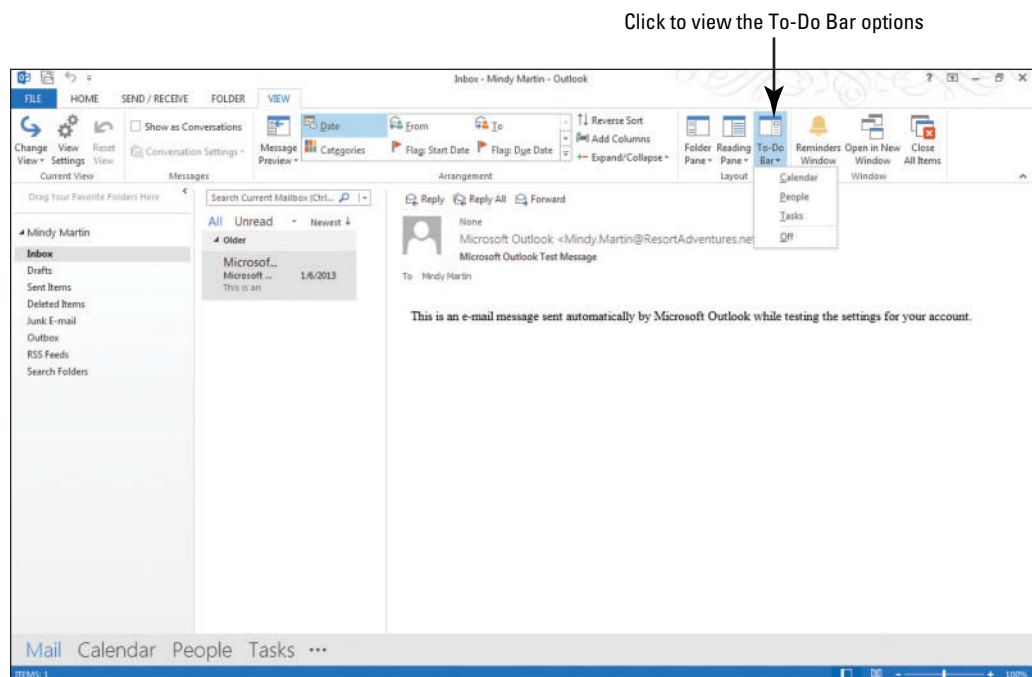 Click to view the To-Do Bar options
Inbox - Mindy Martin - Outlook
FILE HOME SEND / RECEIVE FOLDER VIEW
Change View
View Settings
Reset View
Current View
Show as Conversations
Conversation Settings
Messages
Message Preview
Date
Categories
From
To
Flag: Start Date
Flag: Due Date
Reverse Sort
Add Columns
Expand/Collapse
Arrangement
Folder Pane
Reading Pane
To-Do Bar
Layout
Reminders Window
Open in New Window
Close All Items
Window
Calendar
People
Tasks
Off
Drag Your Favorite Folders Here
Mindy Martin
Inbox
Drafts
Sent Items
Deleted Items
Junk E-mail
Outbox
RSS Feeds
Search Folders
Search Current Mailbox (Ctrl...
All Unread Newest
Older
Microsof...
Microsoft ... 1/6/2013
This is an
Reply Reply All Forward
None
Microsoft Outlook <Mindy.Martin@ResortAdventures.net
Microsoft Outlook Test Message
To Mindy Martin
This is an e-mail message sent automatically by Microsoft Outlook while testing the settings for your account.
Mail Calendar People Tasks ...
ITEMS: 1
100%